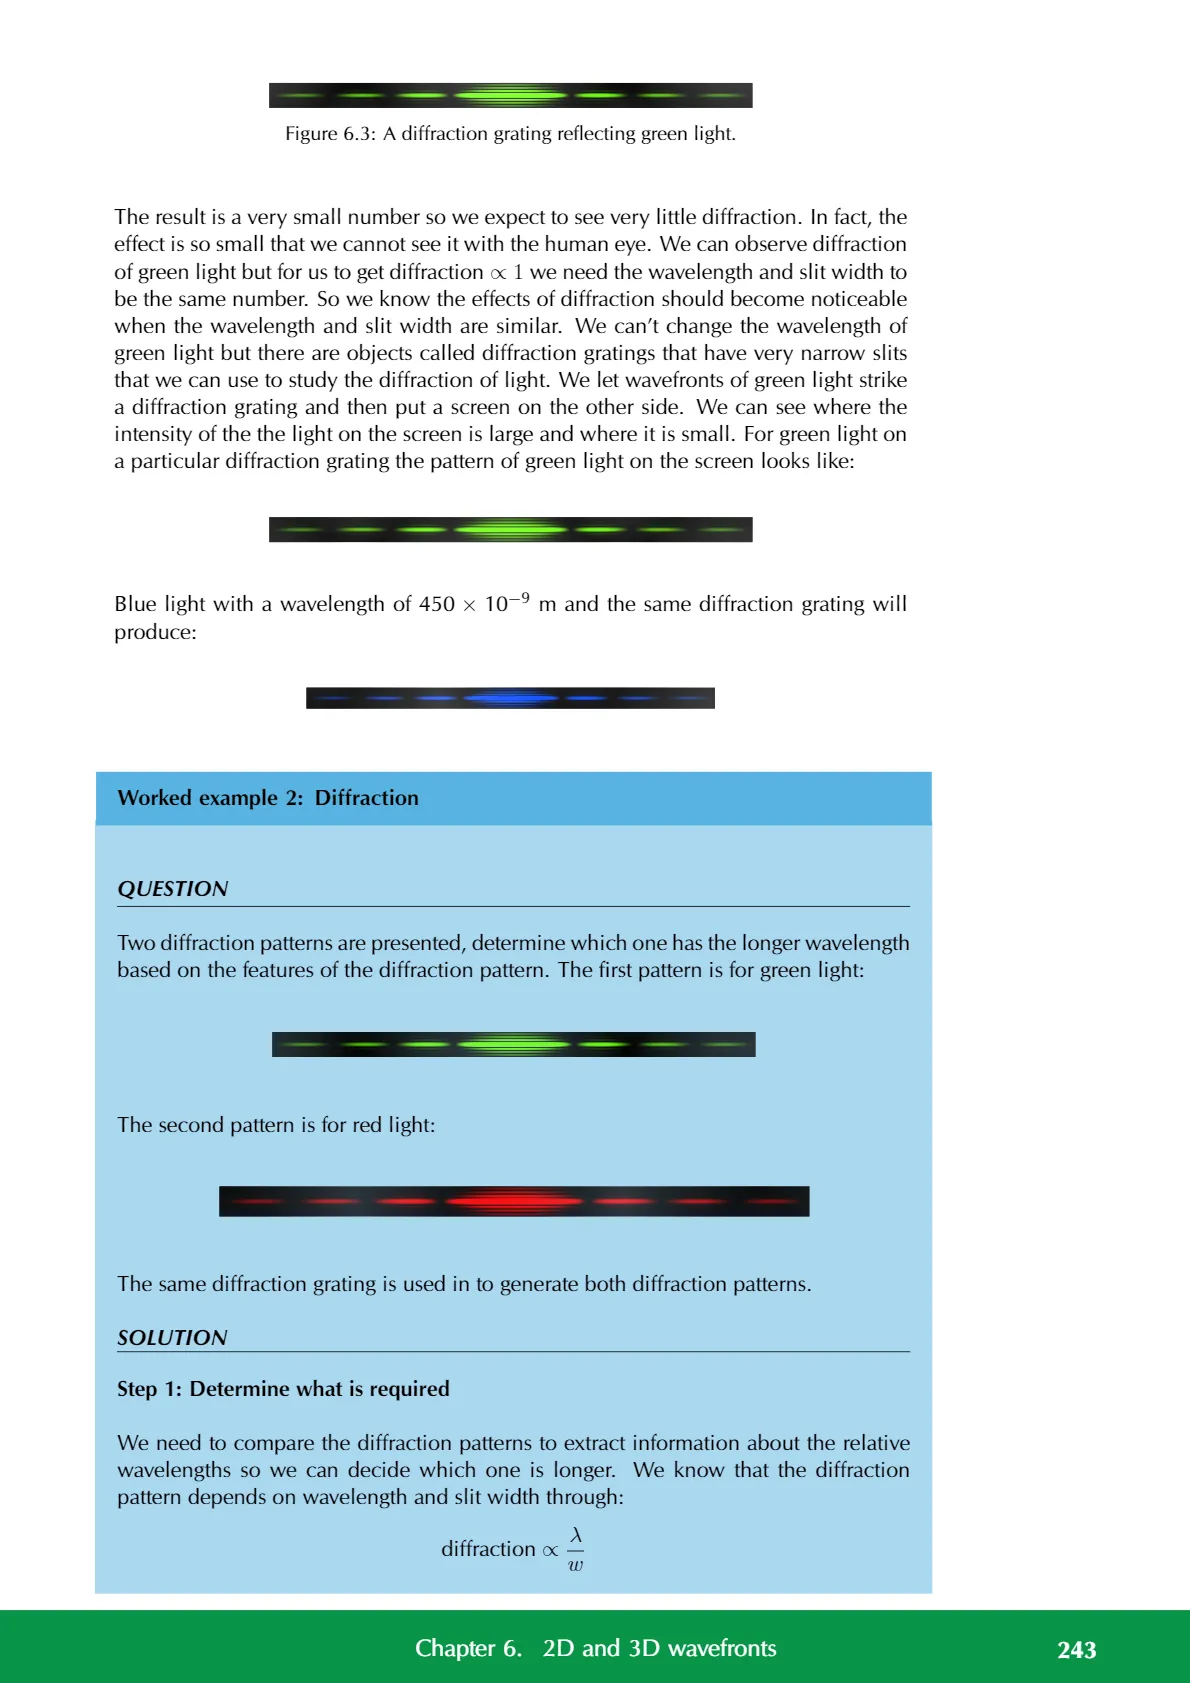 Figure 6.3: A diffraction grating reflecting green light.
The result is a very small number so we expect to see very little diffraction. In fact, the
effect is so small that we cannot see it with the human eye. We can observe diffraction
of green light but for us to get diffraction ∝ 1 we need the wavelength and slit width to
be the same number. So we know the effects of diffraction should become noticeable
when the wavelength and slit width are similar. We can’t change the wavelength of
green light but there are objects called diffraction gratings that have very narrow slits
that we can use to study the diffraction of light. We let wavefronts of green light strike
a diffraction grating and then put a screen on the other side. We can see where the
intensity of the the light on the screen is large and where it is small. For green light on
a particular diffraction grating the pattern of green light on the screen looks like:
Blue light with a wavelength of 450 × 10⁻⁹ m and the same diffraction grating will
produce:
Worked example 2: Diffraction
QUESTION
Two diffraction patterns are presented, determine which one has the longer wavelength
based on the features of the diffraction pattern. The first pattern is for green light:
The second pattern is for red light:
The same diffraction grating is used in to generate both diffraction patterns.
SOLUTION
Step 1: Determine what is required
We need to compare the diffraction patterns to extract information about the relative
wavelengths so we can decide which one is longer. We know that the diffraction
pattern depends on wavelength and slit width through:
diffraction ∝ λ/w
Chapter 6. 2D and 3D wavefronts 243